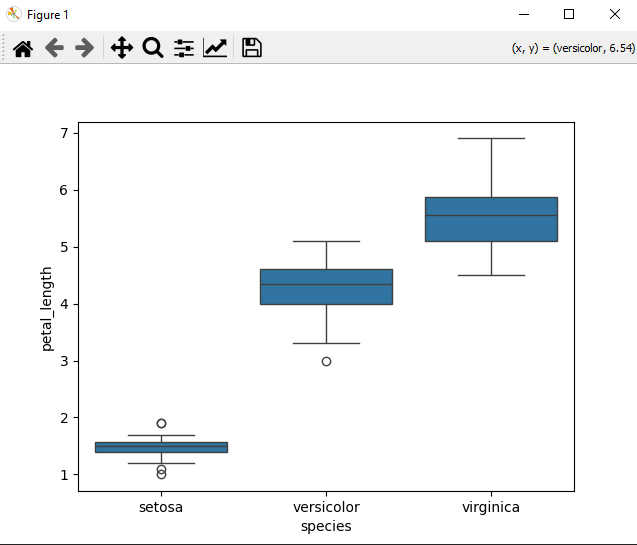 Figure 1
(x, y) = (versicolor, 6.54)
7
6
5
4
3
2
1
petal_length
setosa versicolor virginica
species